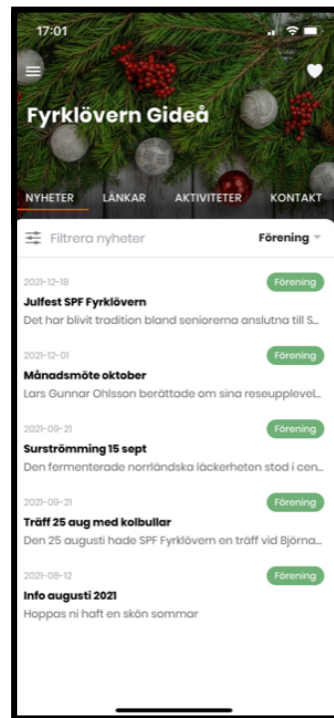 17:01
Fyrklövern Gideå
NYHETER LÄNKAR AKTIVITETER KONTAKT
Filtrera nyheter Förening
2021-12-18 Förening
Julfest SPF Fyrklövern
Det har blivit tradition bland seniorerna anslutna till S...
2021-12-01 Förening
Månadsmöte oktober
Lars Gunnar Ohlsson berättade om sina reseupplevel...
2021-09-21 Förening
Surströmming 15 sept
Den fermenterade norrländska läckerheten stod i cen...
2021-09-21 Förening
Träff 25 aug med kolbullar
Den 25 augusti hade SPF Fyrklövern en träff vid Björna...
2021-08-12 Förening
Info augusti 2021
Hoppas ni haft en skön sommar